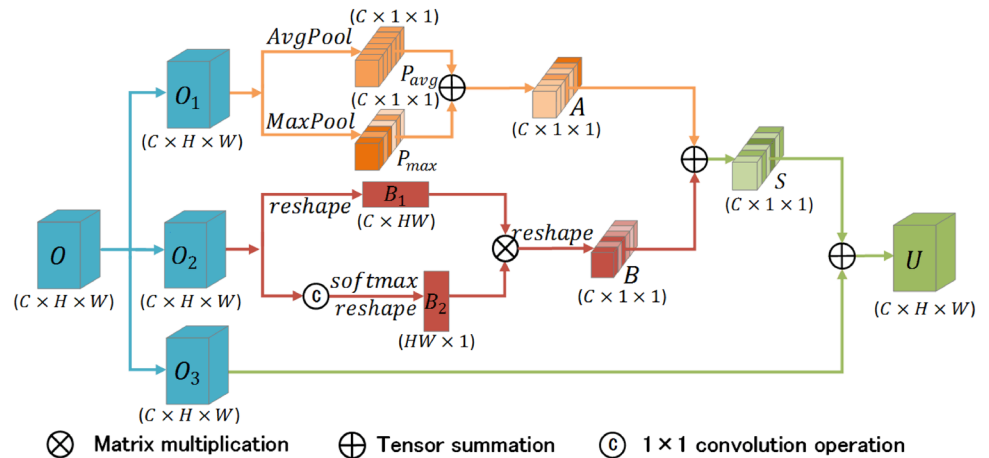 (C × 1 × 1)
AvgPool
P_avg
(C × 1 × 1)
O_1
MaxPool
P_max
(C × H × W)
A
(C × 1 × 1)
S
(C × 1 × 1)
reshape
B_1
(C × HW)
O
(C × H × W)
O_2
(C × H × W)
reshape
B
(C × 1 × 1)
U
(C × H × W)
C
softmax
reshape
B_2
(HW × 1)
O_3
(C × H × W)
Matrix multiplication
Tensor summation
C 1×1 convolution operation